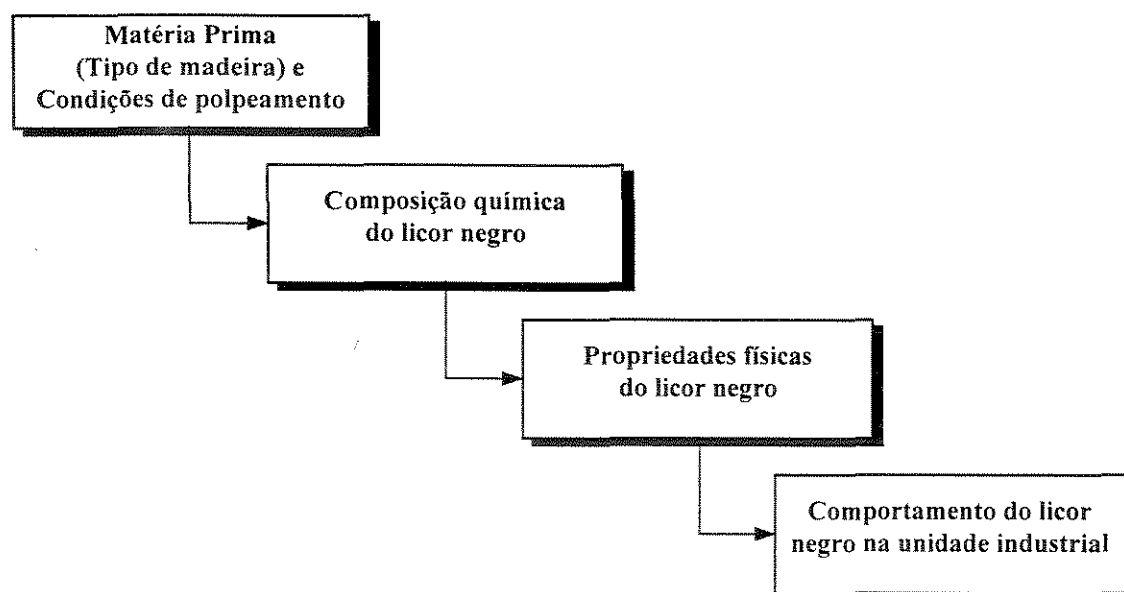 Matéria Prima
(Tipo de madeira) e
Condições de polpeamento
Composição química
do licor negro
Propriedades físicas
do licor negro
Comportamento do licor
negro na unidade industrial